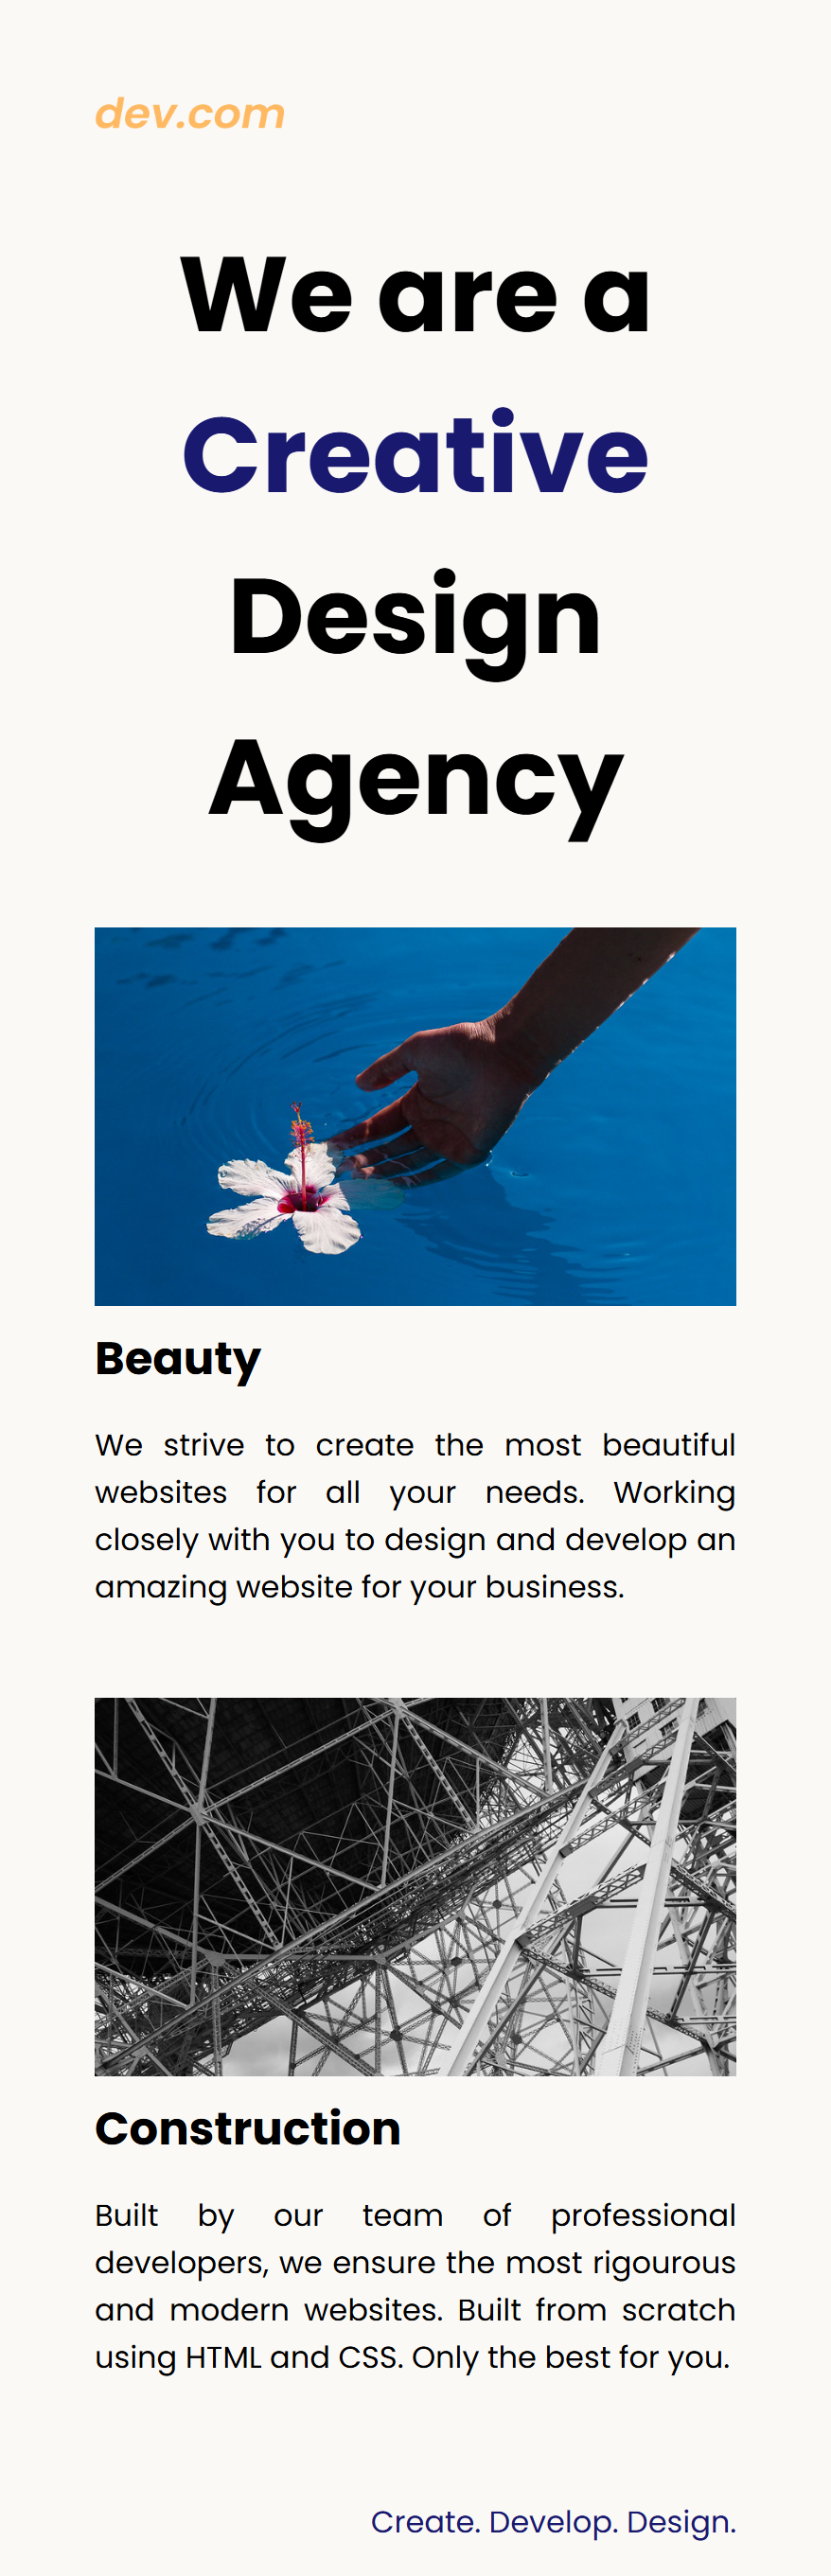 dev.com
We are a
Creative
Design
Agency
Beauty
We strive to create the most beautiful
websites for all your needs. Working
closely with you to design and develop an
amazing website for your business.
Construction
Built by our team of professional
developers, we ensure the most rigourous
and modern websites. Built from scratch
using HTML and CSS. Only the best for you.
Create. Develop. Design.